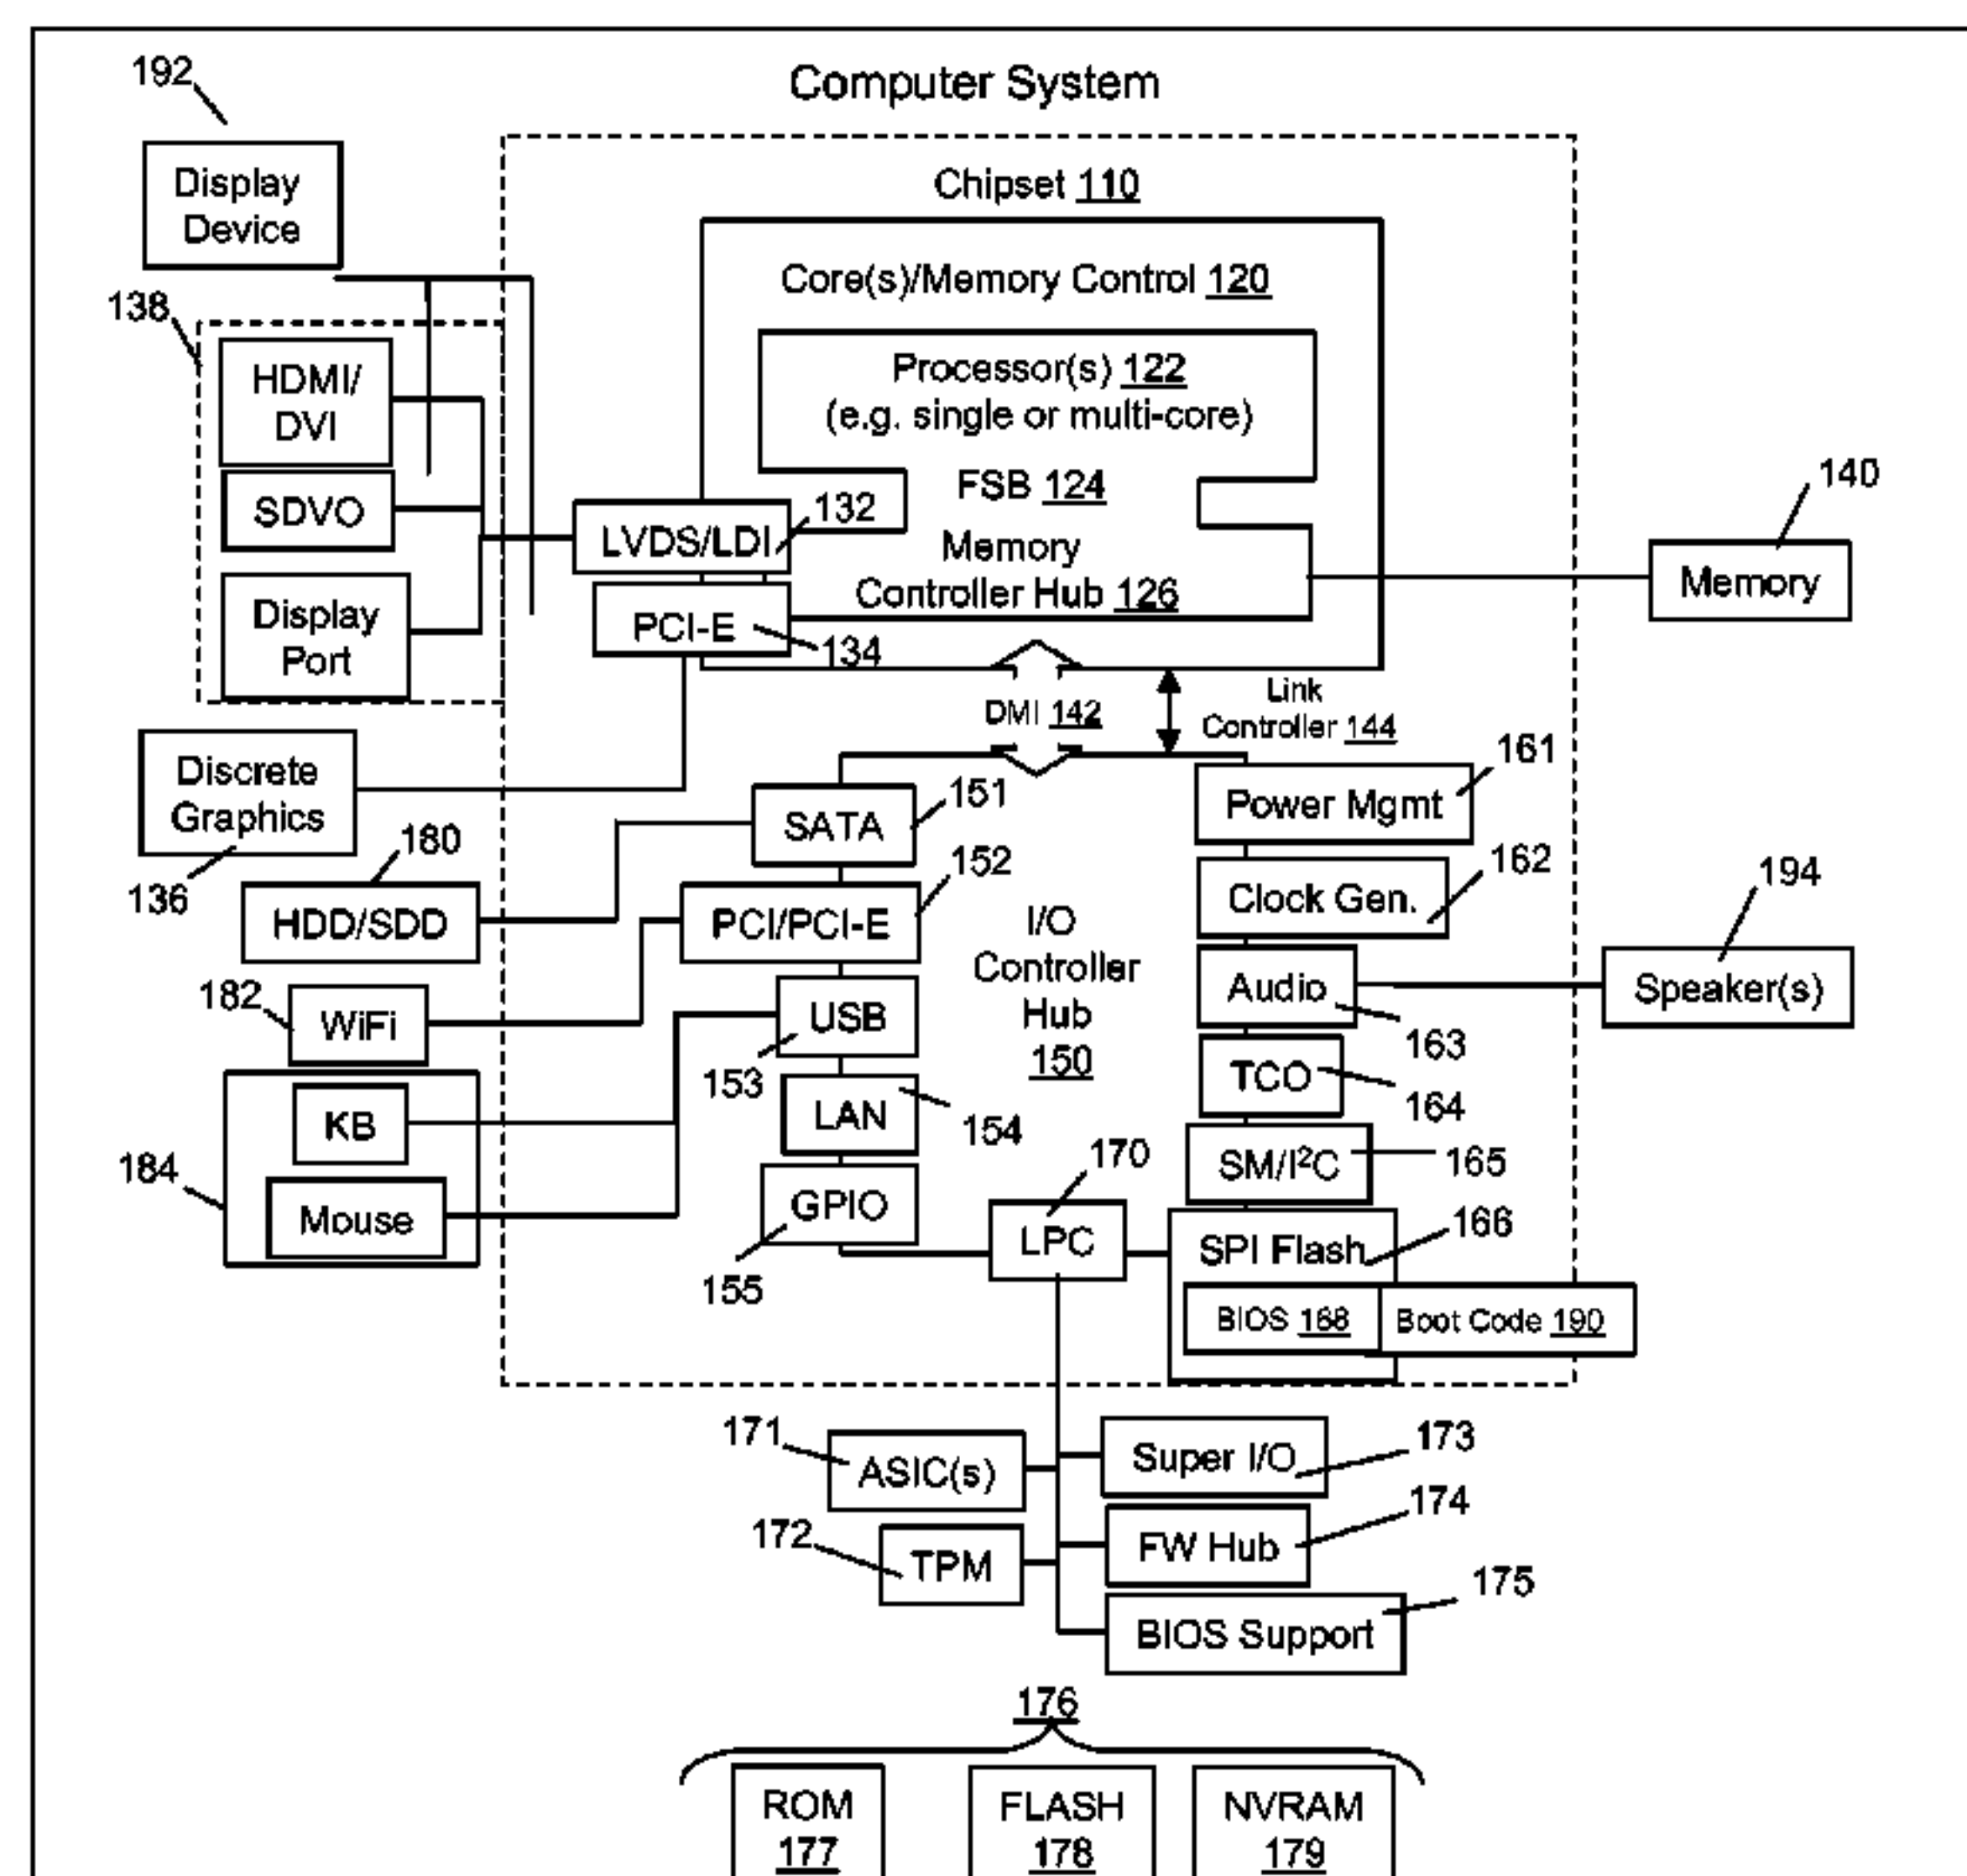 Computer System
192
Display
Device
Chipset 110
Core(s)/Memory Control 120
138
HDMI/
DVI
SDVO
Display
Port
Processor(s) 122
(e.g. single or multi-core)
FSB 124
Memory
Controller Hub 126
LVDS/LDI
132
PCI-E
134
140
Memory
DMI 142
Link
Controller 144
Discrete
Graphics
136
180
HDD/SDD
182
WiFi
184
KB
Mouse
SATA
151
PCI/PCI-E
152
USB
153
LAN
154
GPIO
155
I/O
Controller
Hub
150
161
Power Mgmt
162
Clock Gen.
Audio
163
194
Speaker(s)
TCO
164
SM/I²C
165
170
LPC
SPI Flash
166
BIOS 168
Boot Code 190
171
ASIC(s)
172
TPM
Super I/O
173
FW Hub
174
BIOS Support
175
176
ROM
177
FLASH
178
NVRAM
179